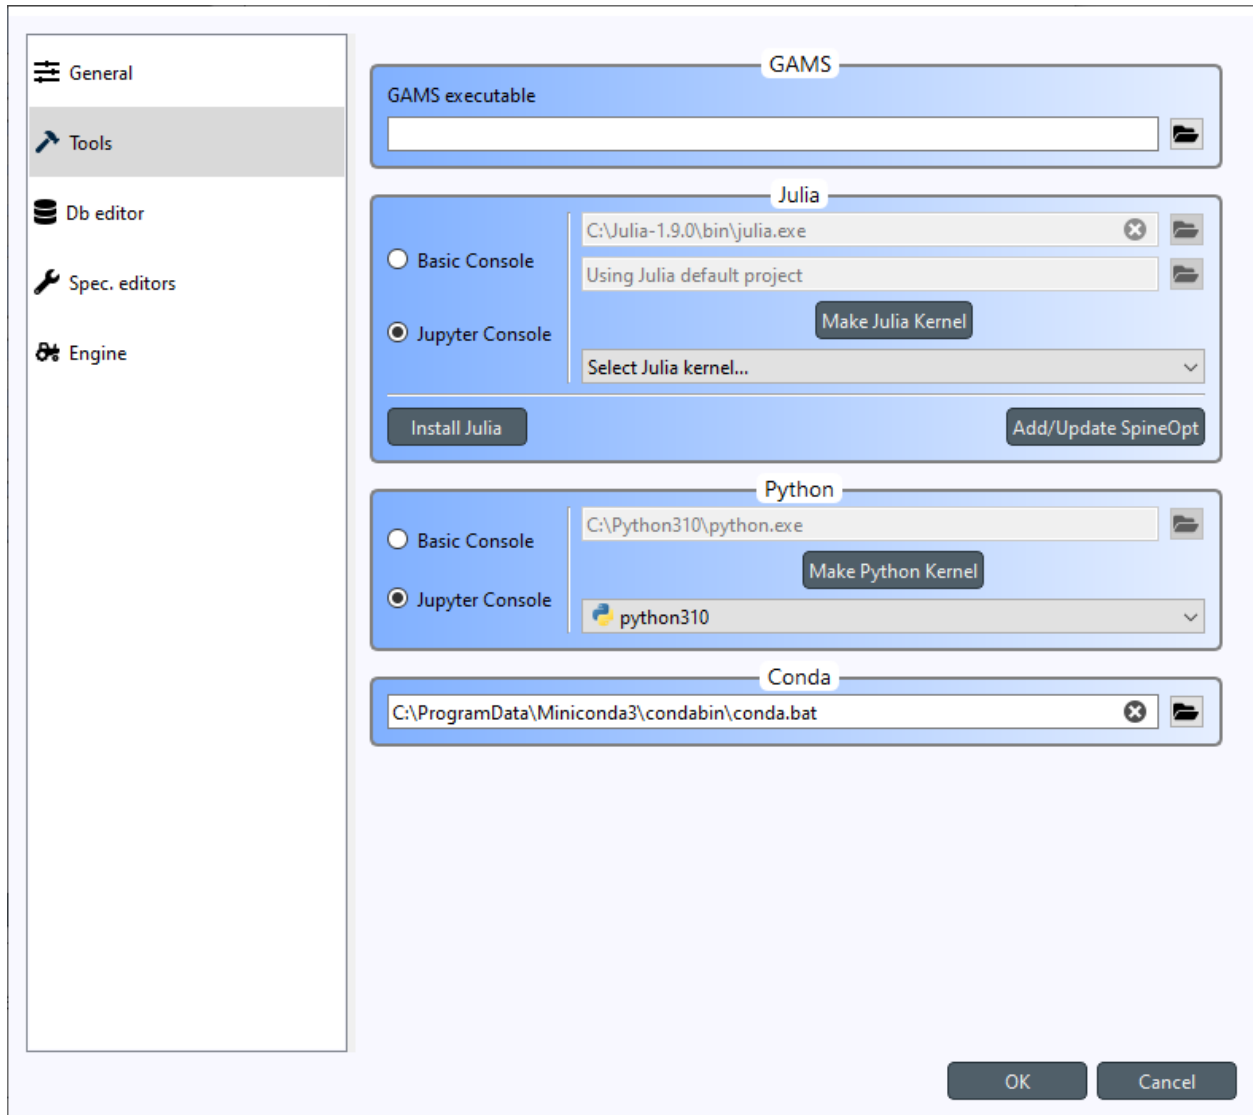 General
Tools
Db editor
Spec. editors
Engine
GAMS
GAMS executable
Julia
Basic Console
Jupyter Console
C:\Julia-1.9.0\bin\julia.exe
Using Julia default project
Make Julia Kernel
Select Julia kernel...
Install Julia
Add/Update SpineOpt
Python
Basic Console
Jupyter Console
C:\Python310\python.exe
Make Python Kernel
python310
Conda
C:\ProgramData\Miniconda3\condabin\conda.bat
OK
Cancel